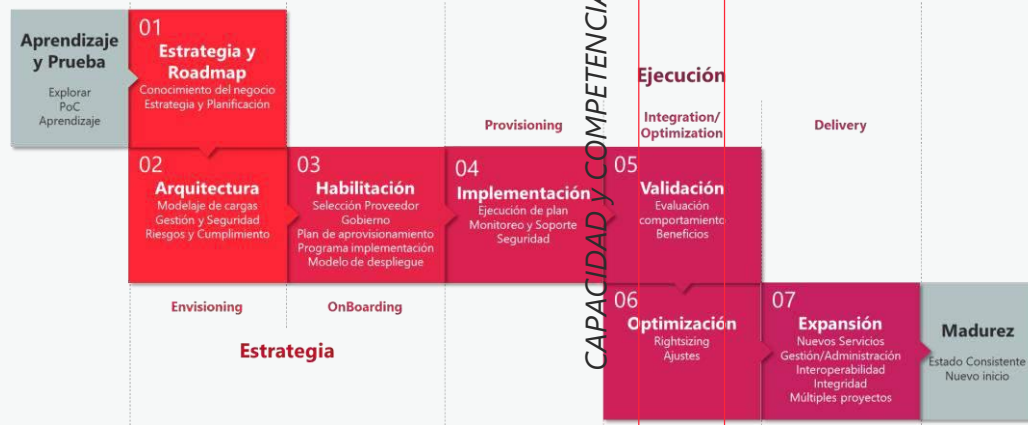 Aprendizaje
y Prueba
Explorar
PoC
Aprendizaje
01
Estrategia y
Roadmap
Conocimiento del negocio
Estrategia y Planificación
02
Arquitectura
Modelaje de cargas
Gestión y Seguridad
Riesgos y Cumplimiento
Envisioning
03
Habilitación
Selección Proveedor
Gobierno
Plan de aprovisionamiento
Programa implementación
Modelo de despliegue
OnBoarding
Estrategia
Provisioning
04
Implementación
Ejecución de plan
Monitoreo y Soporte
Seguridad
CAPACIDAD y COMPETENCIA
Ejecución
Integration/
Optimization
05
Validación
Evaluación
comportamiento
Beneficios
06
Optimización
Rightsizing
Ajustes
Delivery
07
Expansión
Nuevos Servicios
Gestión/Administración
Interoperabilidad
Integridad
Múltiples proyectos
Madurez
Estado Consistente
Nuevo inicio